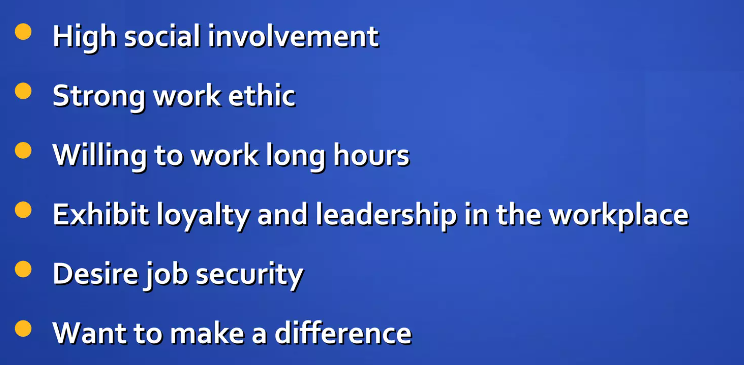 High social involvement
Strong work ethic
Willing to work long hours
Exhibit loyalty and leadership in the workplace
Desire job security
Want to make a difference